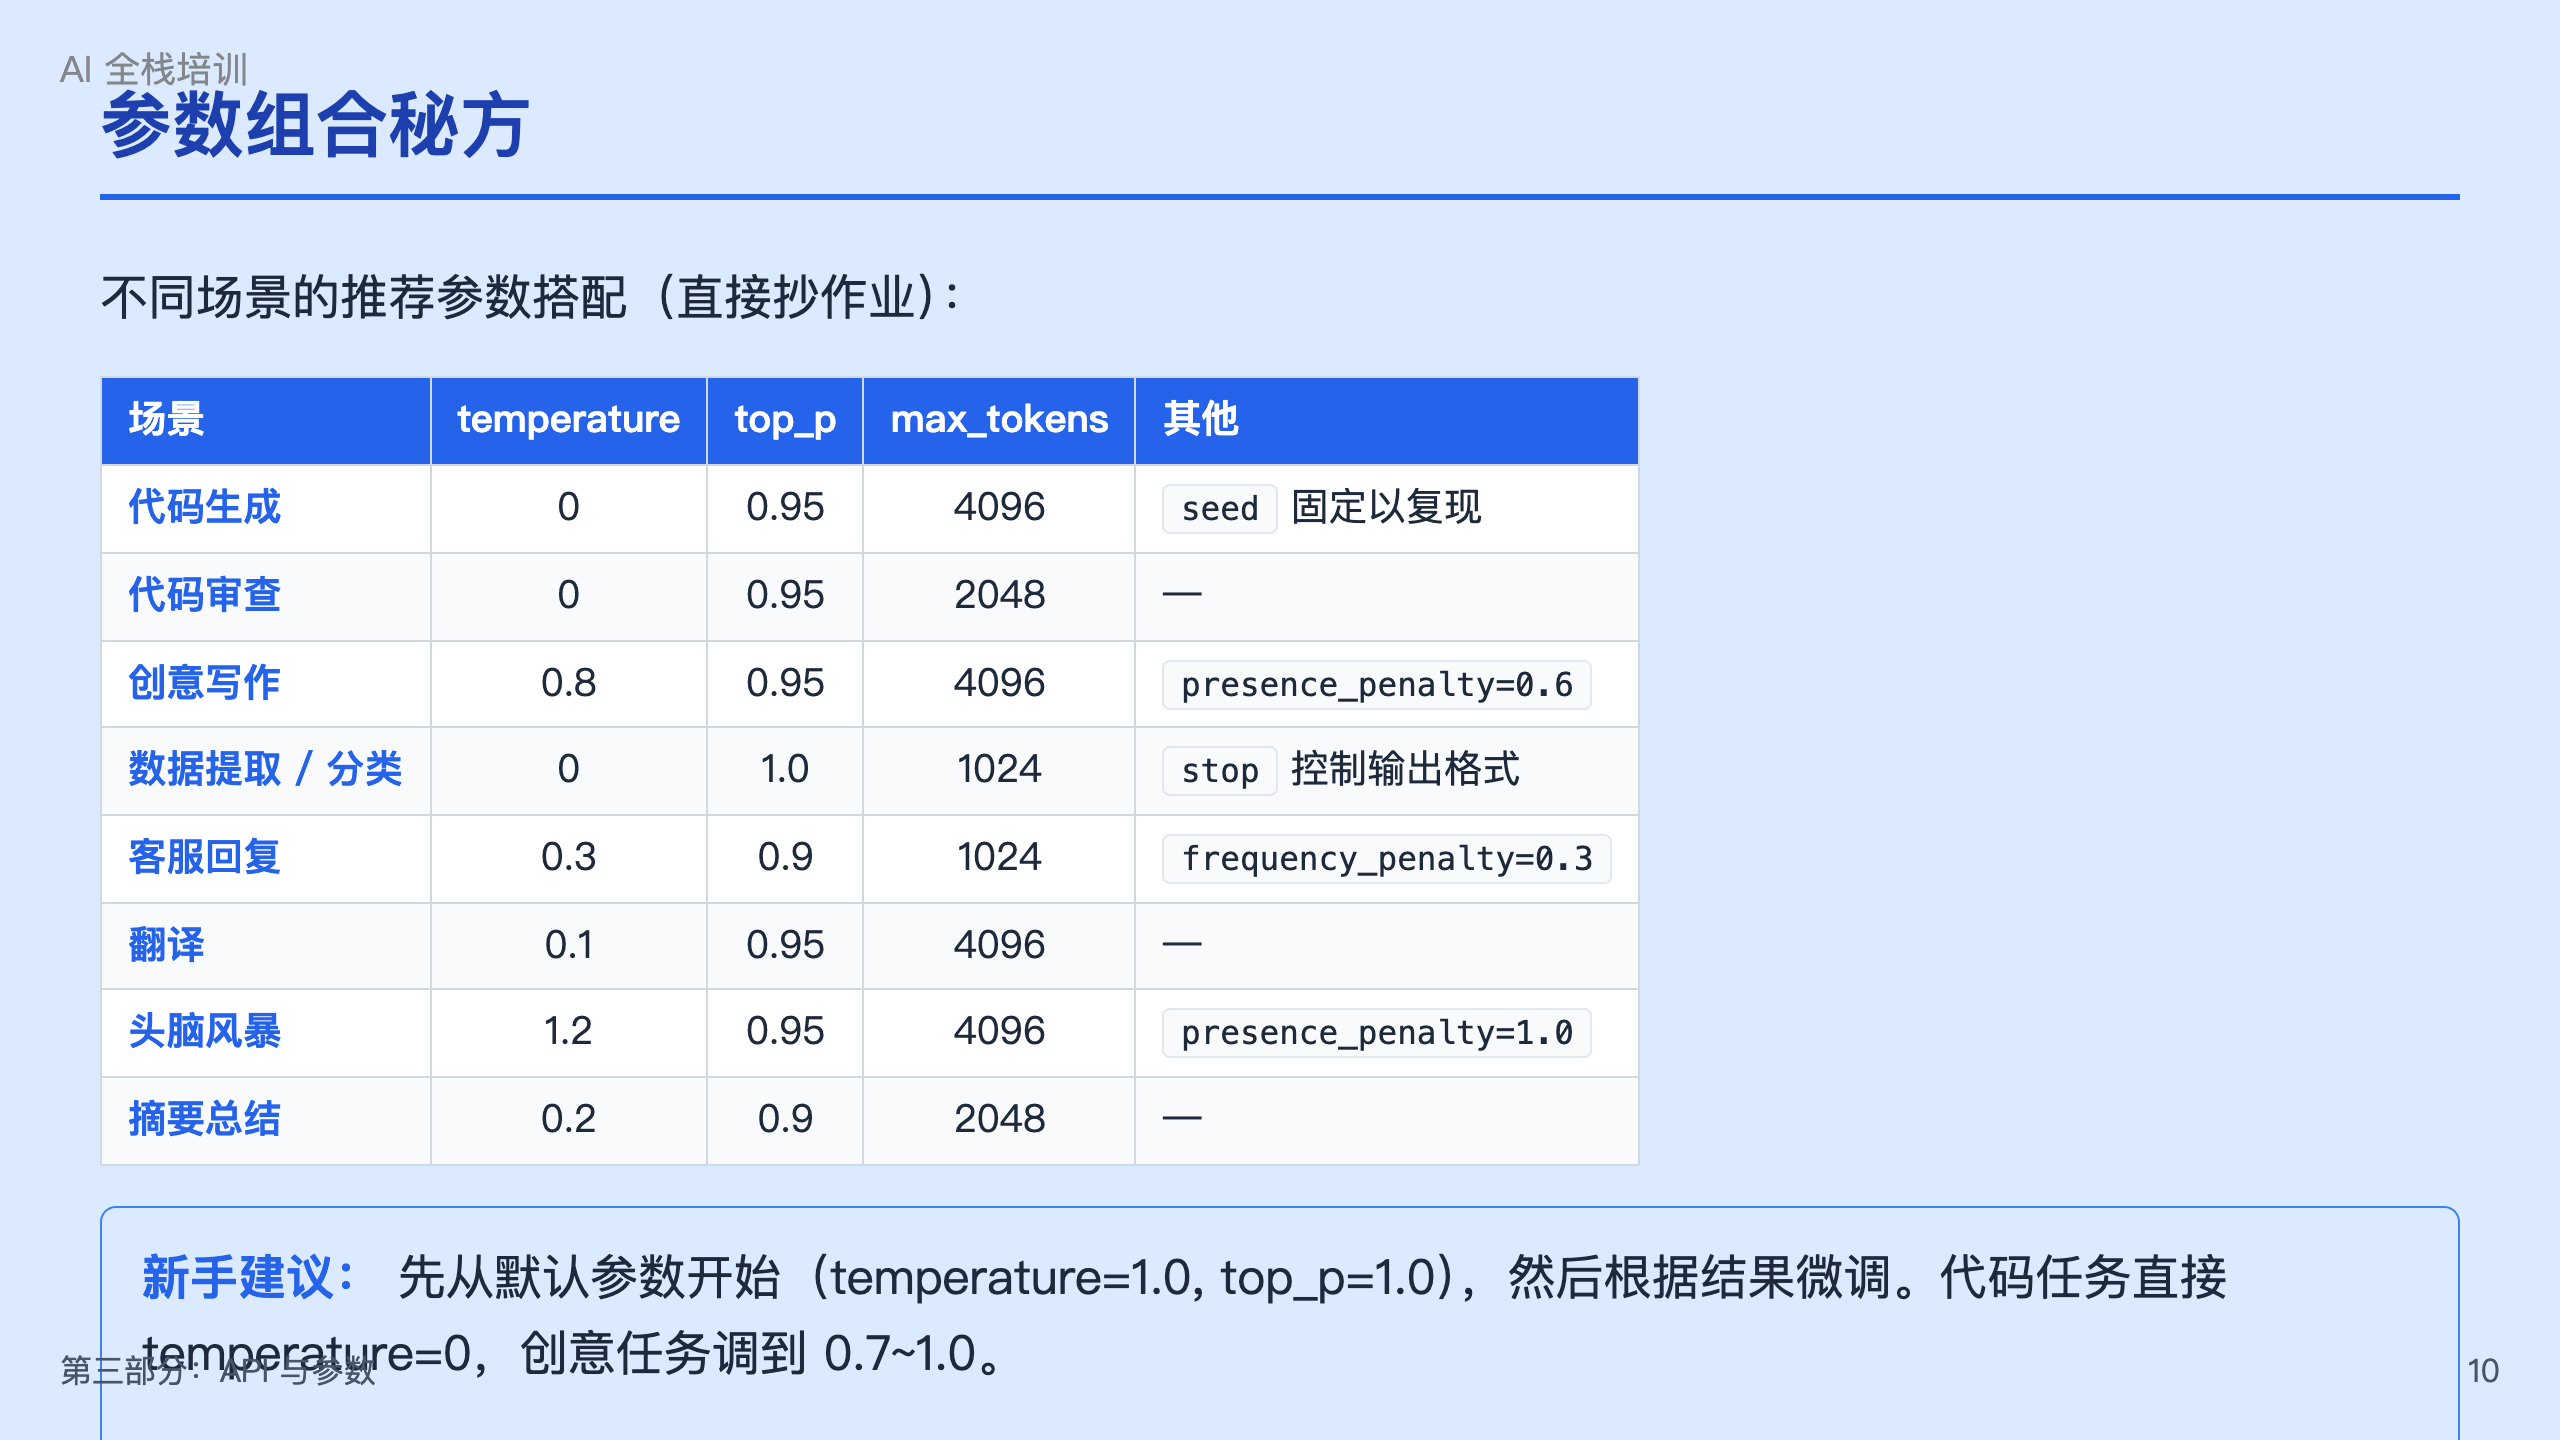 AI 全栈培训
参数组合秘方
不同场景的推荐参数搭配（直接抄作业）：
场景 temperature top_p max_tokens 其他
代码生成 0 0.95 4096 seed 固定以复现
代码审查 0 0.95 2048 —
创意写作 0.8 0.95 4096 presence_penalty=0.6
数据提取 / 分类 0 1.0 1024 stop 控制输出格式
客服回复 0.3 0.9 1024 frequency_penalty=0.3
翻译 0.1 0.95 4096 —
头脑风暴 1.2 0.95 4096 presence_penalty=1.0
摘要总结 0.2 0.9 2048 —
新手建议： 先从默认参数开始（temperature=1.0, top_p=1.0），然后根据结果微调。代码任务直接
temperature=0，创意任务调到 0.7~1.0。
第三部分：API 与参数
10